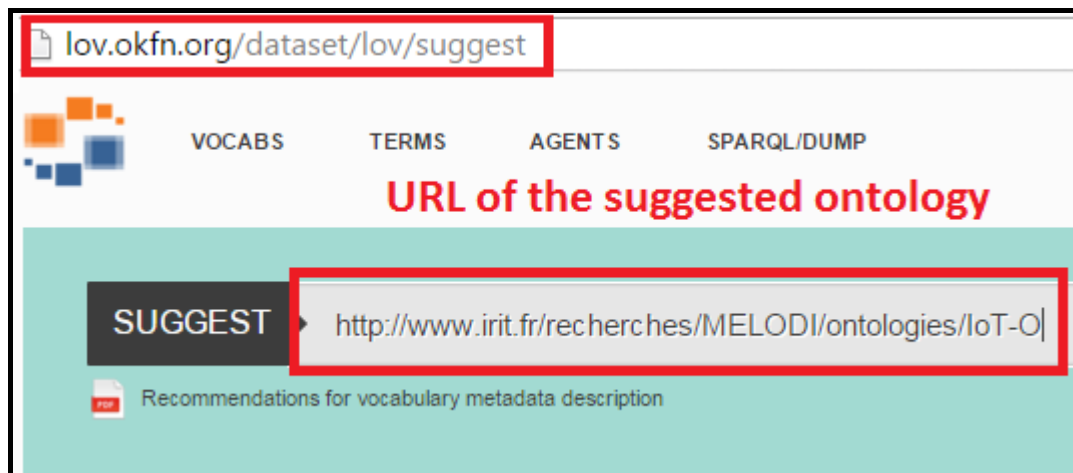 lov.okfn.org/dataset/lov/suggest
VOCABS TERMS AGENTS SPARQL/DUMP
URL of the suggested ontology
SUGGEST http://www.irit.fr/recherches/MELODI/ontologies/IoT-O
PDF Recommendations for vocabulary metadata description